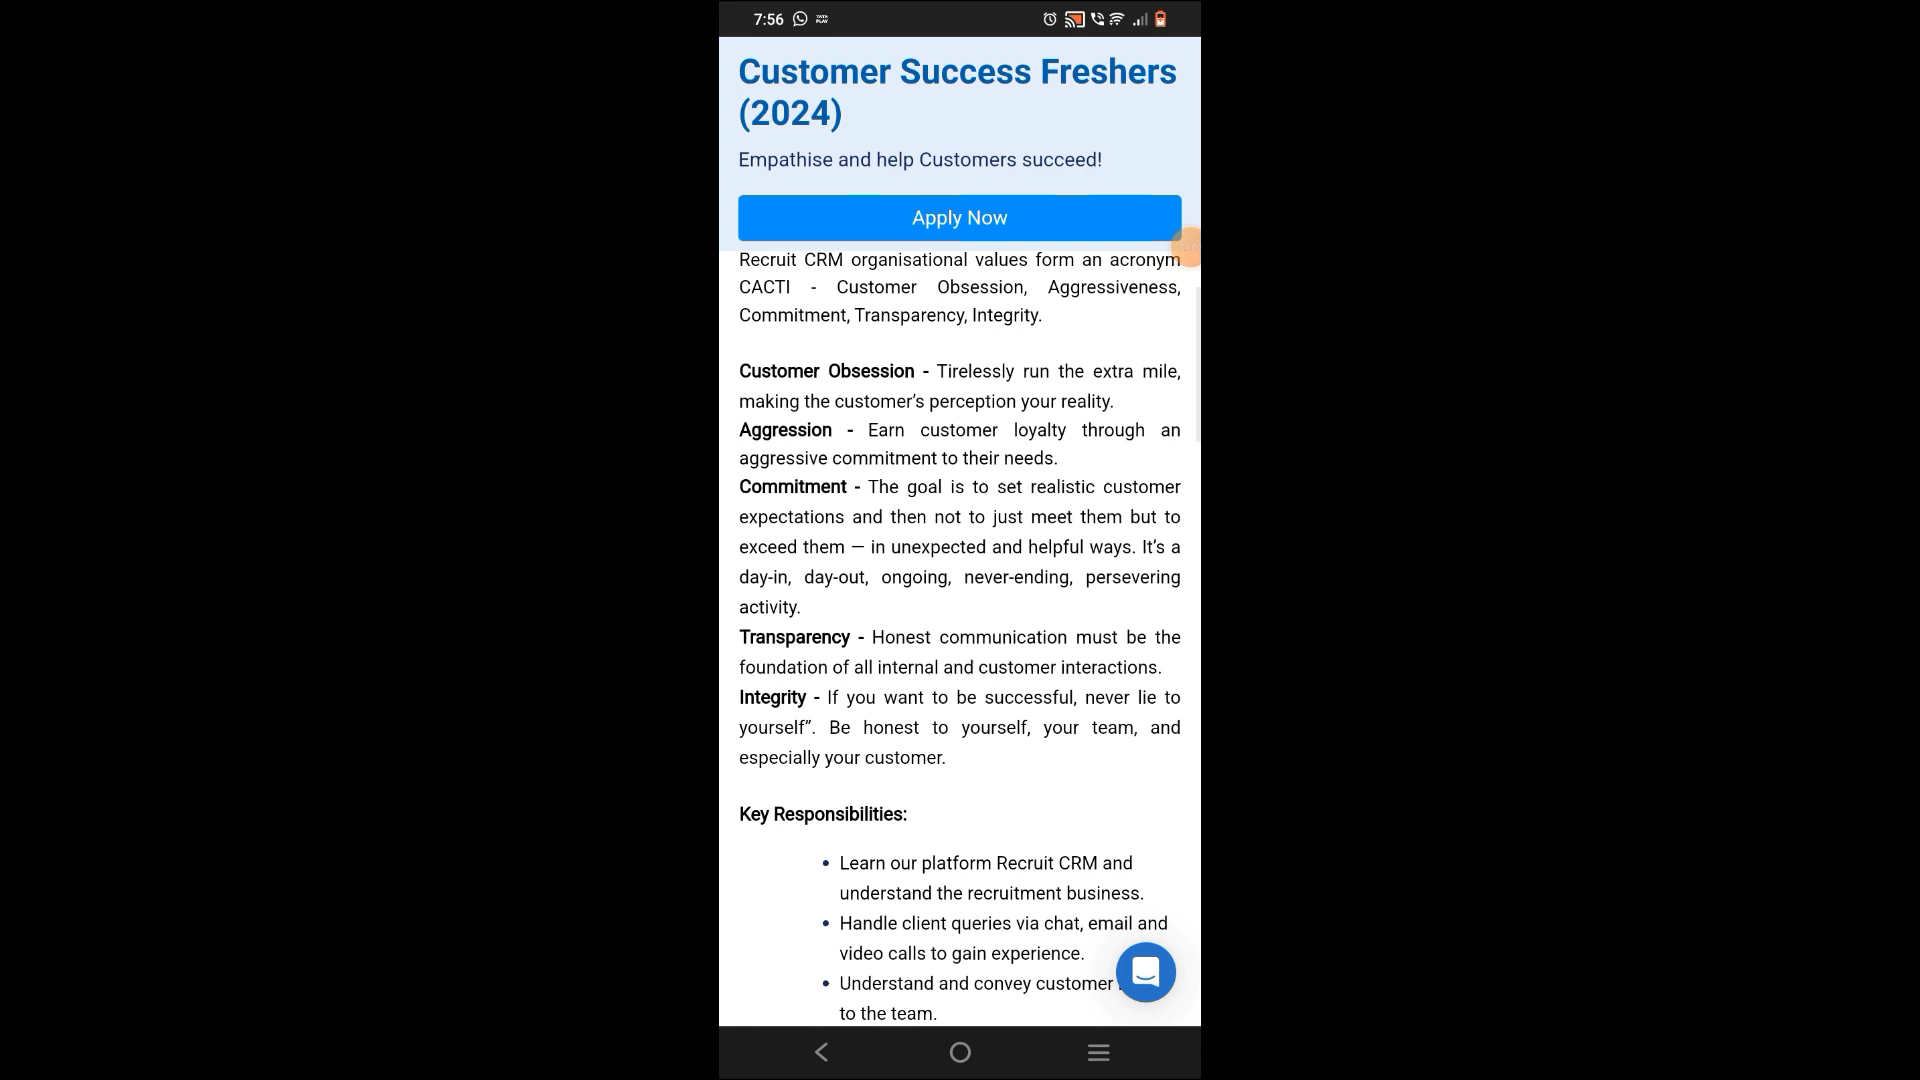 7:56
TATA
PLAY
Customer Success Freshers
(2024)
Empathise and help Customers succeed!
Apply Now
Recruit CRM organisational values form an acronym
CACTI - Customer Obsession, Aggressiveness,
Commitment, Transparency, Integrity.
Customer Obsession - Tirelessly run the extra mile,
making the customer’s perception your reality.
Aggression - Earn customer loyalty through an
aggressive commitment to their needs.
Commitment - The goal is to set realistic customer
expectations and then not to just meet them but to
exceed them — in unexpected and helpful ways. It’s a
day-in, day-out, ongoing, never-ending, persevering
activity.
Transparency - Honest communication must be the
foundation of all internal and customer interactions.
Integrity - If you want to be successful, never lie to
yourself”. Be honest to yourself, your team, and
especially your customer.
Key Responsibilities:
• Learn our platform Recruit CRM and
understand the recruitment business.
• Handle client queries via chat, email and
video calls to gain experience.
• Understand and convey customer
to the team.